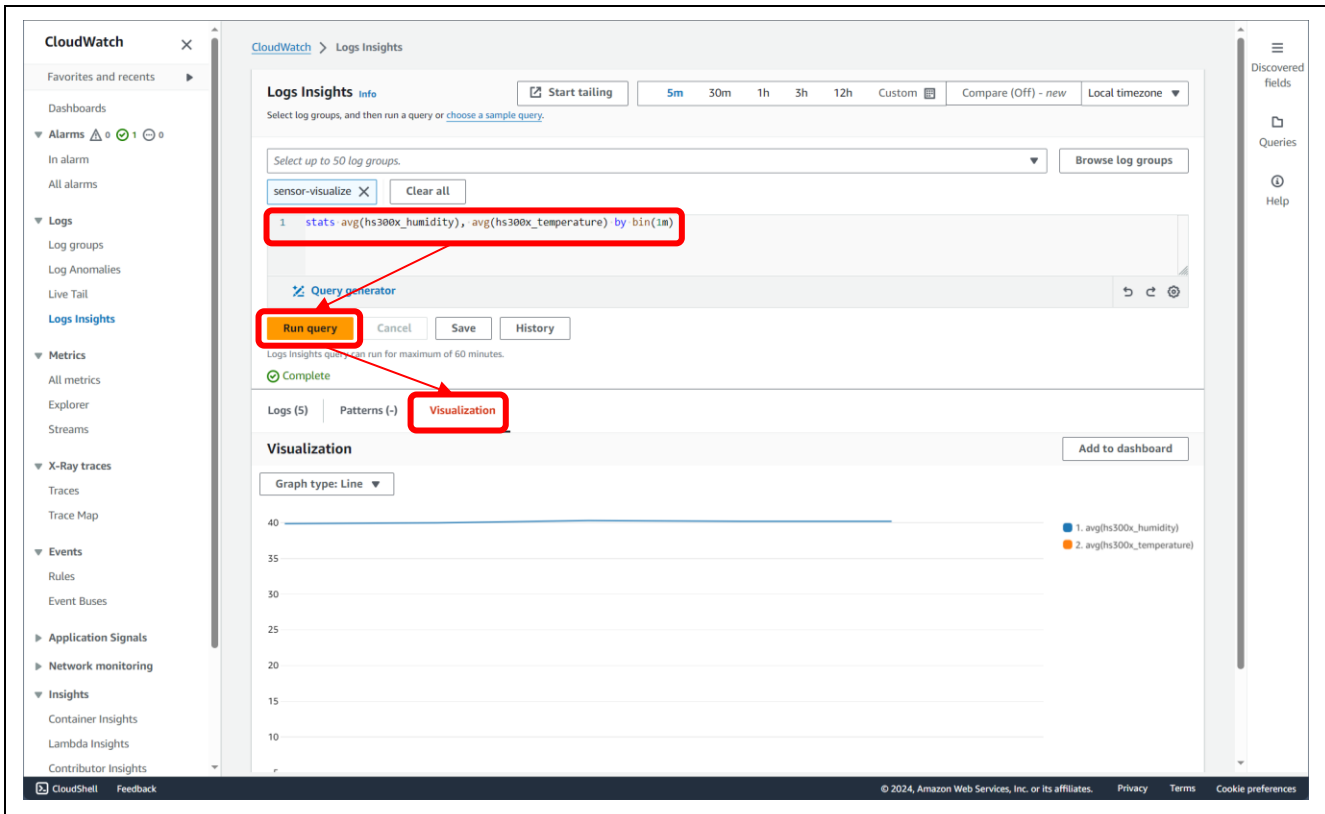 CloudWatch
Favorites and recents
Dashboards
Alarms 0 1 0
In alarm
All alarms
Logs
Log groups
Log Anomalies
Live Tail
Logs Insights
Metrics
All metrics
Explorer
Streams
X-Ray traces
Traces
Trace Map
Events
Rules
Event Buses
Application Signals
Network monitoring
Insights
Container Insights
Lambda Insights
Contributor Insights
CloudWatch > Logs Insights
Logs Insights Info
Start tailing
5m 30m 1h 3h 12h Custom
Compare (Off) - new
Local timezone
Select log groups, and then run a query or choose a sample query.
Select up to 50 log groups.
Browse log groups
sensor-visualize
Clear all
1 stats avg(hs300x_humidity), avg(hs300x_temperature) by bin(1m)
Query generator
Run query Cancel Save History
Logs Insights query can run for maximum of 60 minutes.
Complete
Logs (5) Patterns (-) Visualization
Visualization
Add to dashboard
Graph type: Line
40
35
30
25
20
15
10
1. avg(hs300x_humidity)
2. avg(hs300x_temperature)
Discovered
fields
Queries
Help
CloudShell Feedback
© 2024, Amazon Web Services, Inc. or its affiliates. Privacy Terms Cookie preferences